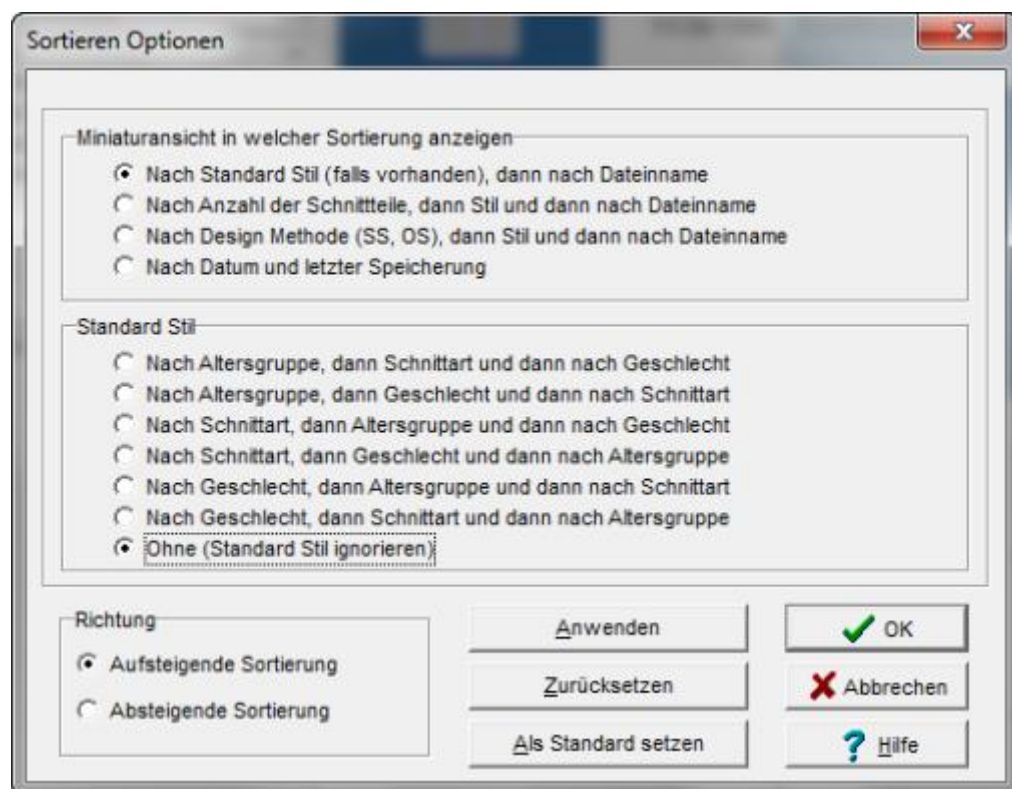 Sortieren Optionen
Miniaturansicht in welcher Sortierung anzeigen
Nach Standard Stil (falls vorhanden), dann nach Dateinname
Nach Anzahl der Schnittteile, dann Stil und dann nach Dateinname
Nach Design Methode (SS, OS), dann Stil und dann nach Dateinname
Nach Datum und letzter Speicherung
Standard Stil
Nach Altersgruppe, dann Schnittart und dann nach Geschlecht
Nach Altersgruppe, dann Geschlecht und dann nach Schnittart
Nach Schnittart, dann Altersgruppe und dann nach Geschlecht
Nach Schnittart, dann Geschlecht und dann nach Altersgruppe
Nach Geschlecht, dann Altersgruppe und dann nach Schnittart
Nach Geschlecht, dann Schnittart und dann nach Altersgruppe
Ohne (Standard Stil ignorieren)
Richtung
Aufsteigende Sortierung
Absteigende Sortierung
Anwenden
Zurücksetzen
Als Standard setzen
OK
Abbrechen
Hilfe